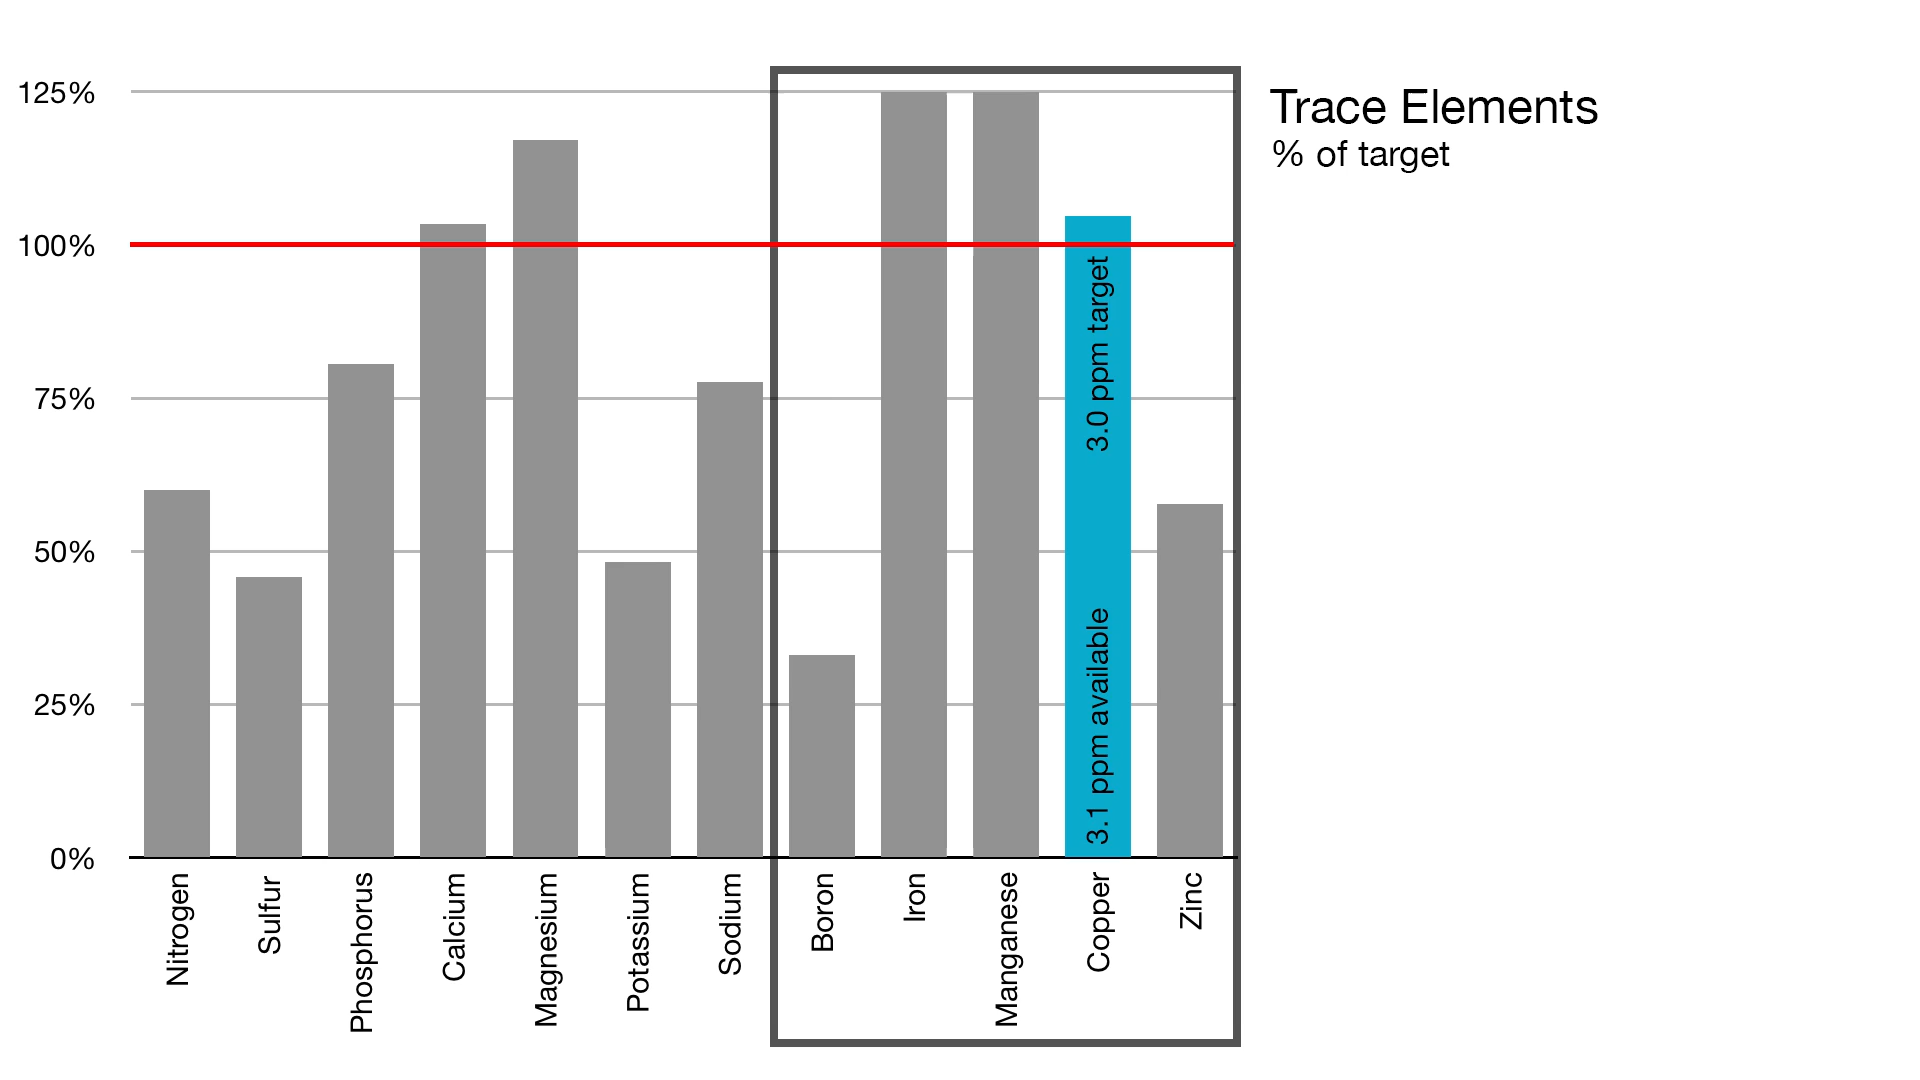 Trace Elements
% of target
125%
100%
75%
50%
25%
0%
3.0 ppm target
3.1 ppm available
Nitrogen
Sulfur
Phosphorus
Calcium
Magnesium
Potassium
Sodium
Boron
Iron
Manganese
Copper
Zinc